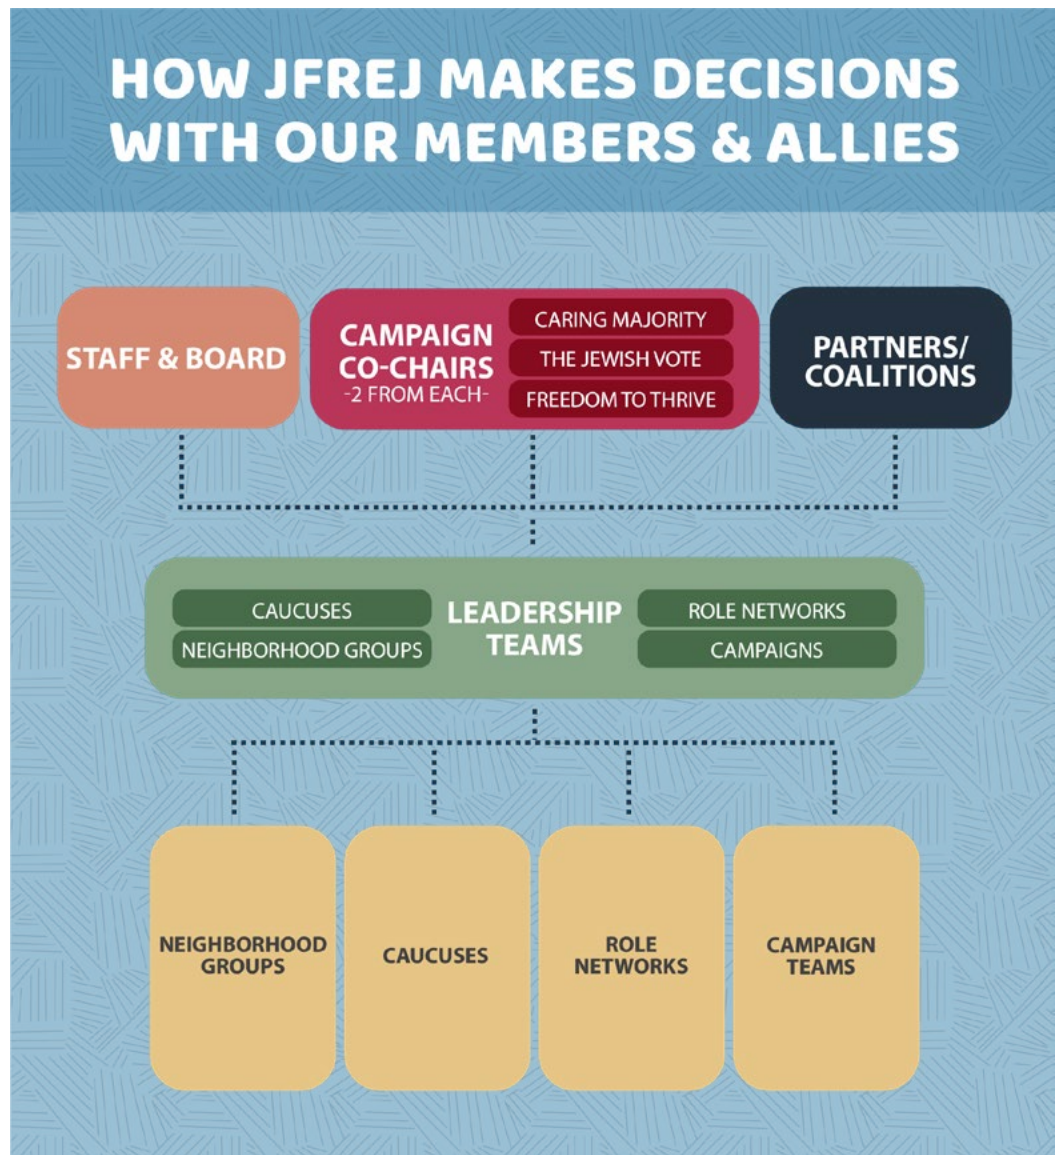 HOW JFREJ MAKES DECISIONS
WITH OUR MEMBERS & ALLIES
STAFF & BOARD
CAMPAIGN
CO-CHAIRS
-2 FROM EACH-
CARING MAJORITY
THE JEWISH VOTE
FREEDOM TO THRIVE
PARTNERS/
COALITIONS
CAUCUSES
NEIGHBORHOOD GROUPS
LEADERSHIP
TEAMS
ROLE NETWORKS
CAMPAIGNS
NEIGHBORHOOD
GROUPS
CAUCUSES
ROLE
NETWORKS
CAMPAIGN
TEAMS